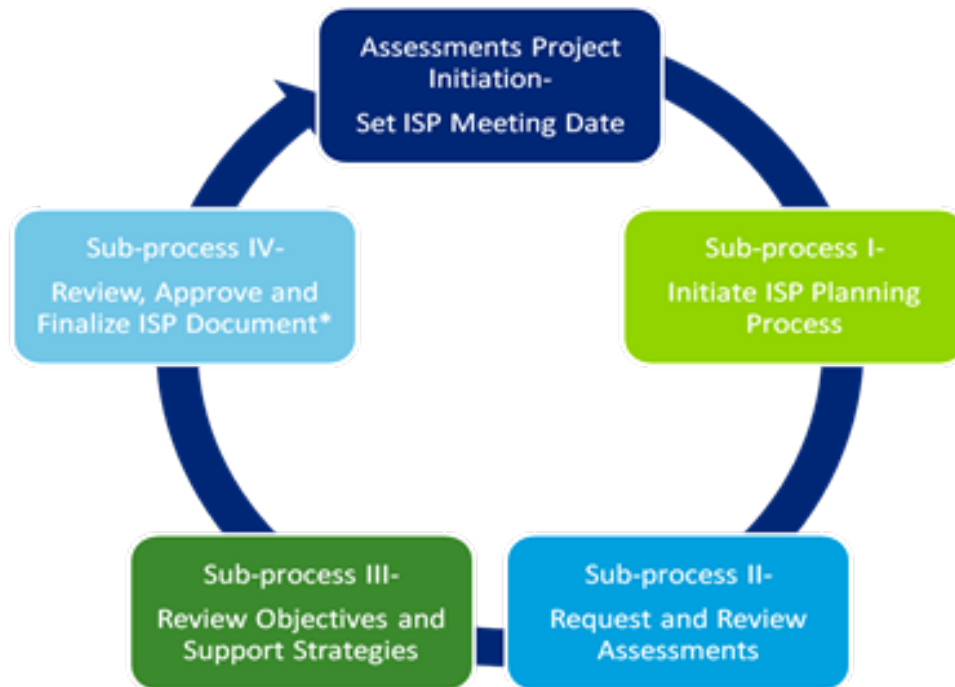 Assessments Project
Initiation-
Set ISP Meeting Date
Sub-process I-
Initiate ISP Planning
Process
Sub-process II-
Request and Review
Assessments
Sub-process III-
Review Objectives and
Support Strategies
Sub-process IV-
Review, Approve and
Finalize ISP Document*